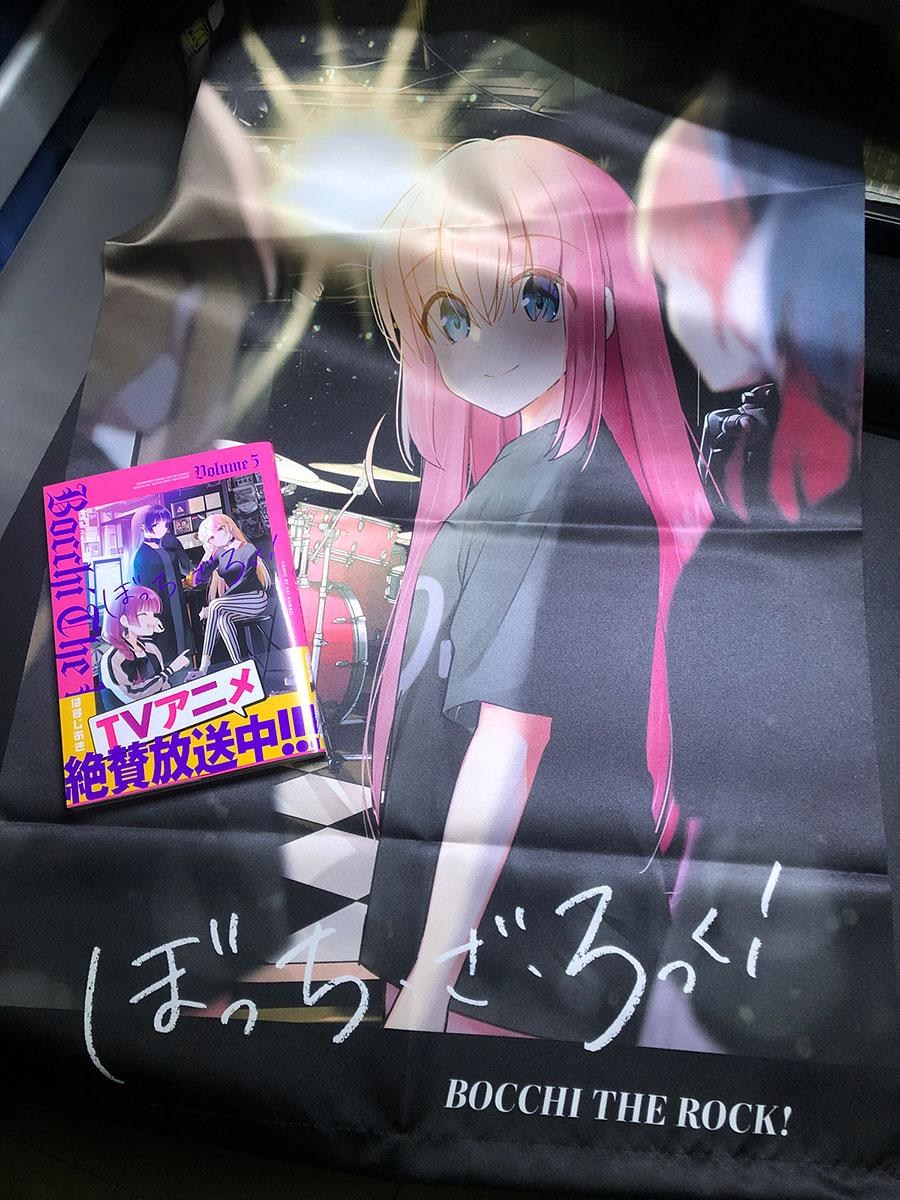 Volume 5
Bocchi The
ぼっち・ざ・ろっく!
はまじあき
TVアニメ
絶賛放送中!!!
ぼっち・ざ・ろっく!
BOCCHI THE ROCK!